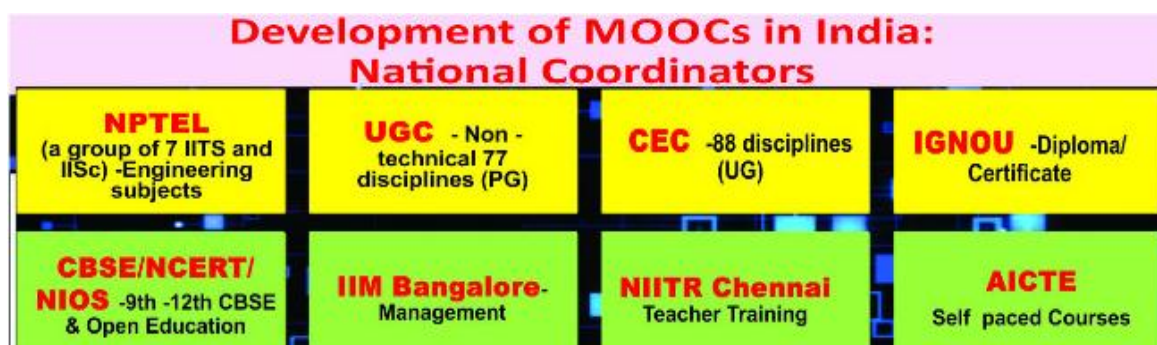 Development of MOOCs in India:
National Coordinators
NPTEL
(a group of 7 IITS and
IISc) -Engineering
subjects
UGC - Non -
technical 77
disciplines (PG)
CEC -88 disciplines
(UG)
IGNOU -Diploma/
Certificate
CBSE/NCERT/
NIOS -9th -12th CBSE
& Open Education
IIM Bangalore-
Management
NIITR Chennai
Teacher Training
AICTE
Self paced Courses